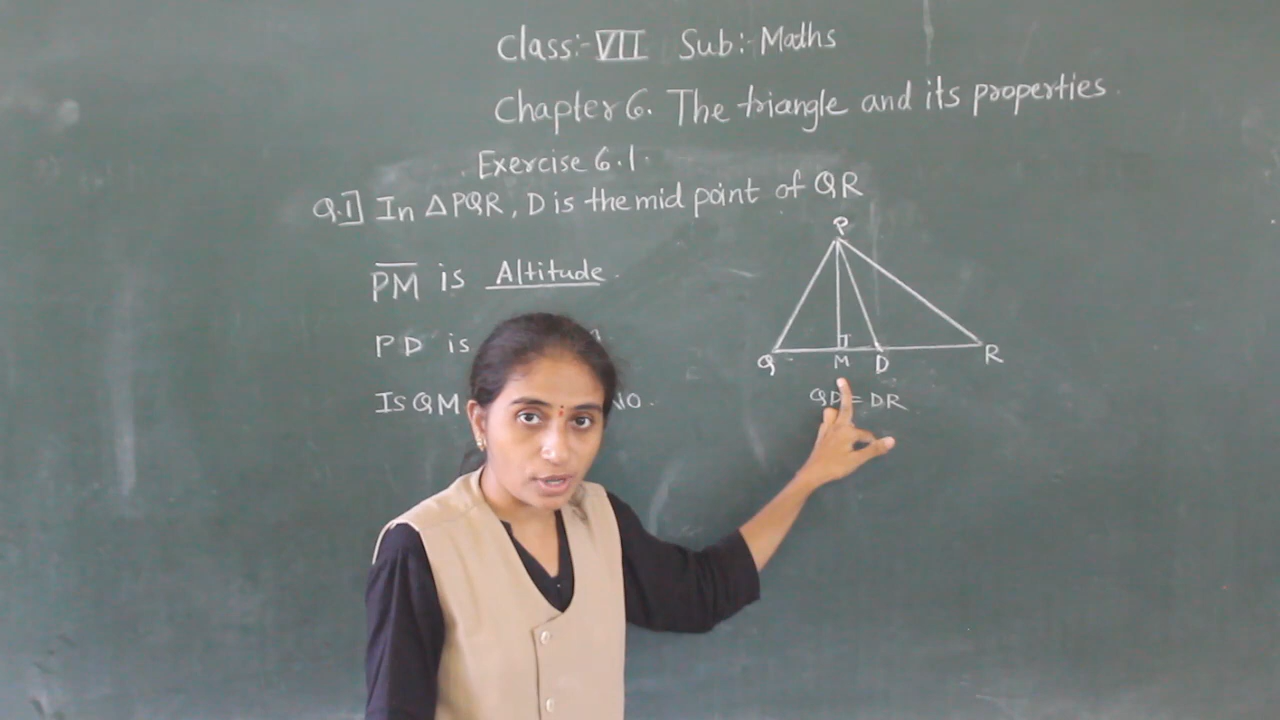 Class:- VII Sub:- Maths
Chapter 6. The triangle and its properties.
Exercise 6.1.
Q.1] In △PQR, D is the mid point of QR
P
P̅M̅ is Altitude.
PD is
Q M D R
Is QM NO.
QD = DR